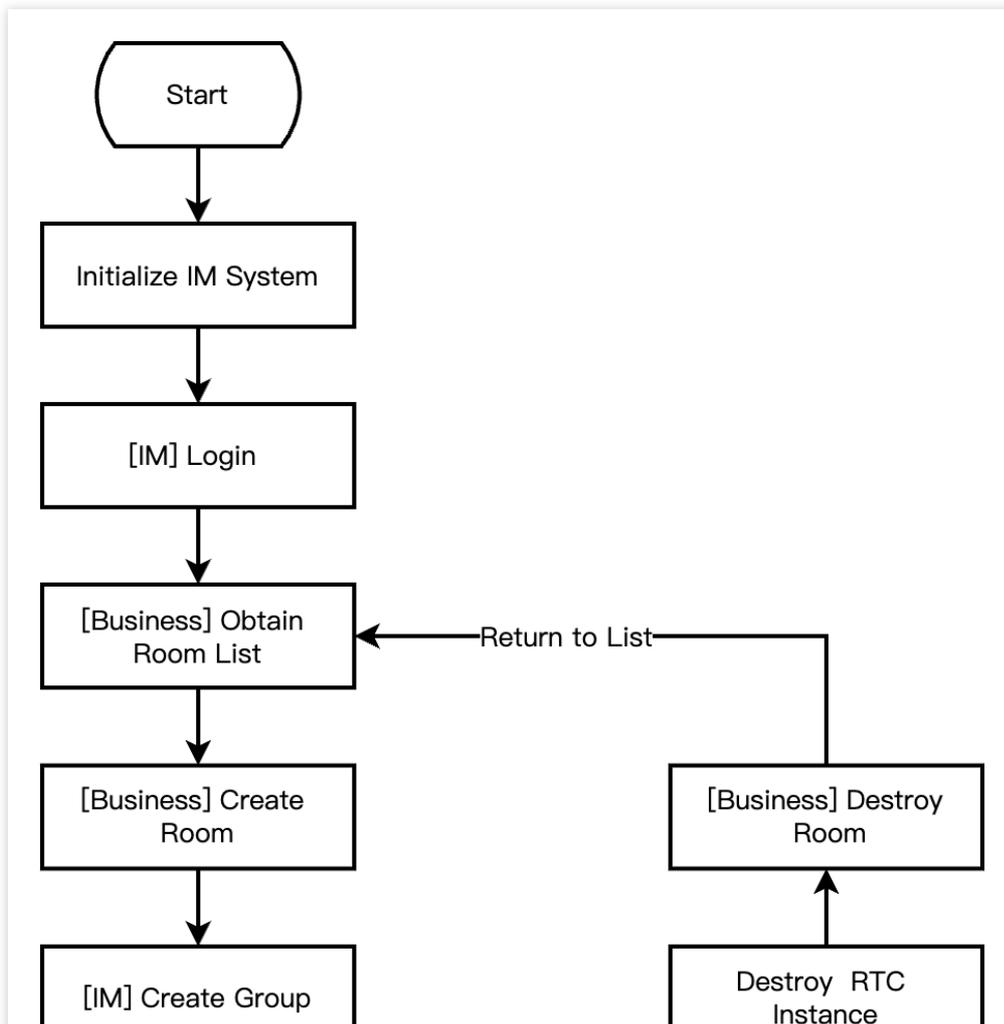 Start
Initialize IM System
[IM] Login
[Business] Obtain
Room List
Return to List
[Business] Create
Room
[Business] Destroy
Room
[IM] Create Group
Destroy  RTC
Instance